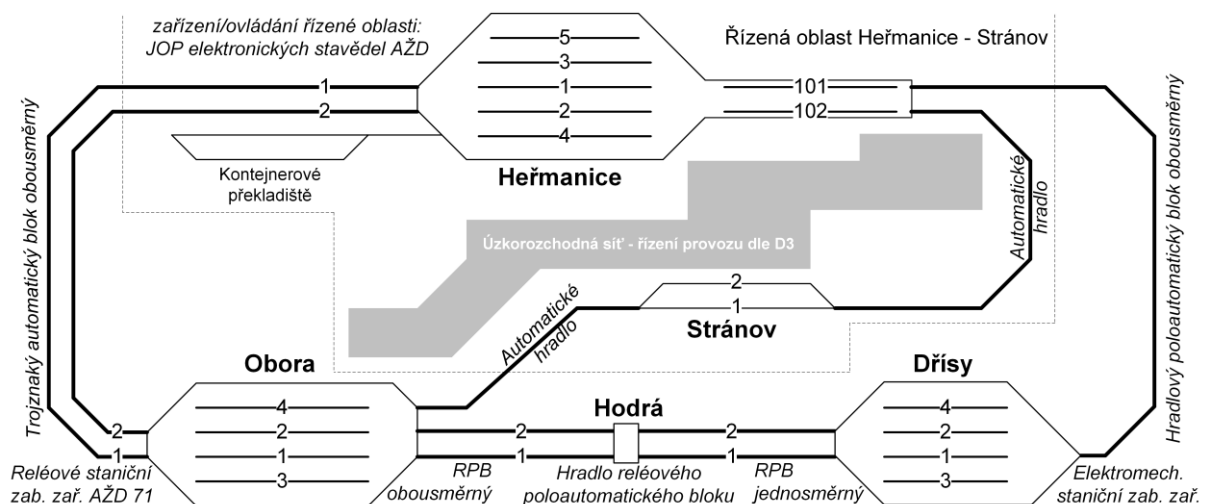 zařízení/ovládání řízené oblasti:
JOP elektronických stavědel AŽD
Řízená oblast Heřmanice - Stránov
5
3
1
2
4
101
102
1
2
Trojznaký automatický blok obousměrný
Kontejnerové
překladiště
Heřmanice
Úzkorozchodná síť - řízení provozu dle D3
Automatické
hradlo
Hradlový poloautomatický blok obousměrný
2
1
Stránov
Automatické
hradlo
Obora
Hodrá
Dřísy
2
1
4
2
1
3
2
1
2
1
4
2
1
3
Reléové staniční
zab. zař. AŽD 71
RPB
obousměrný
Hradlo reléového
poloautomatického bloku
RPB
jednosměrný
Elektromech.
staniční zab. zař.